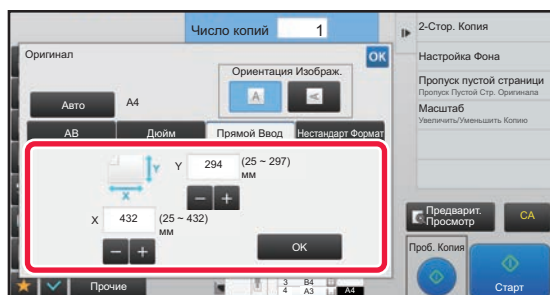 Число копий 1
Оригинал
OK
Ориентация Изображ.
A A
Авто A4
AB Дюйм Прямой Ввод Нестандарт Формат
Y
X
Y 294 (25 ~ 297)
мм
X 432 (25 ~ 432)
мм
OK
Прочие
3 B4
4 A3
A4
2-Стор. Копия
Настройка Фона
Пропуск пустой страници
Пропуск Пустой Стр. Оригинала
Масштаб
Увеличить/Уменьшить Копию
Предварит.
Просмотр
CA
Проб. Копия
Старт